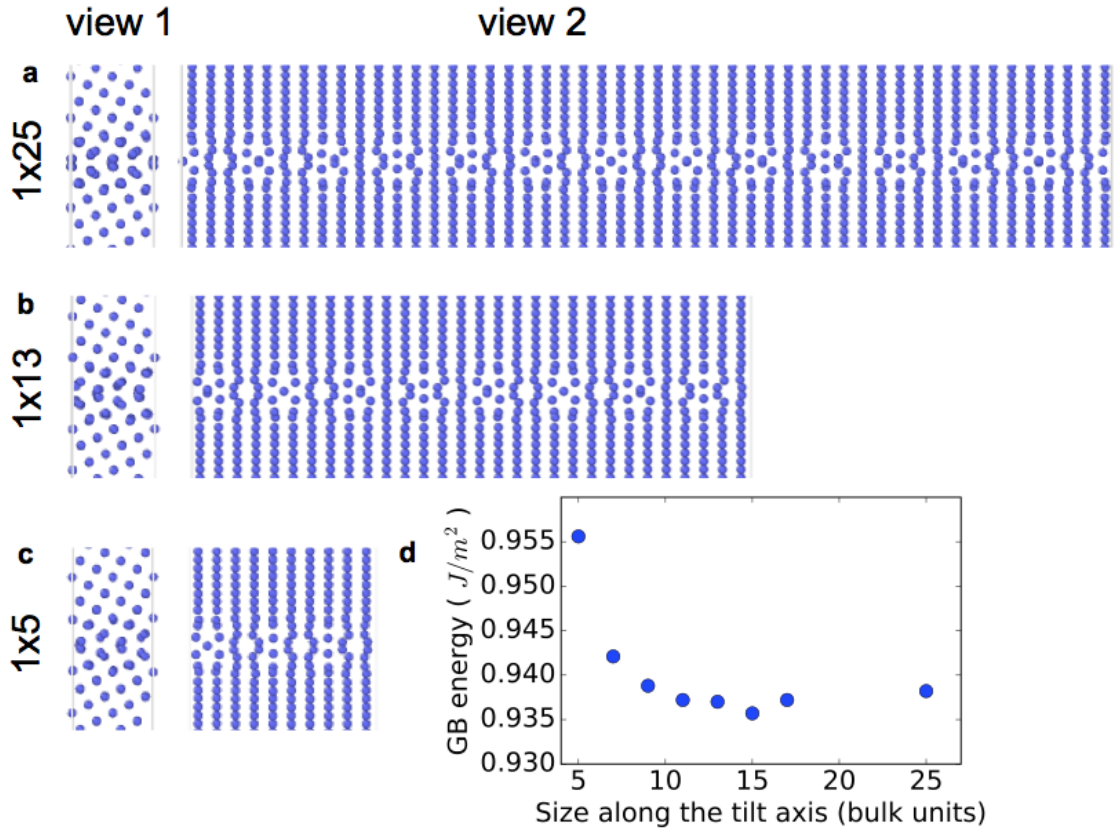 view 1 view 2
a
1x25
b
1x13
c
1x5
d
GB energy ( J/m² )
0.955
0.950
0.945
0.940
0.935
0.930
5 10 15 20 25
Size along the tilt axis (bulk units)